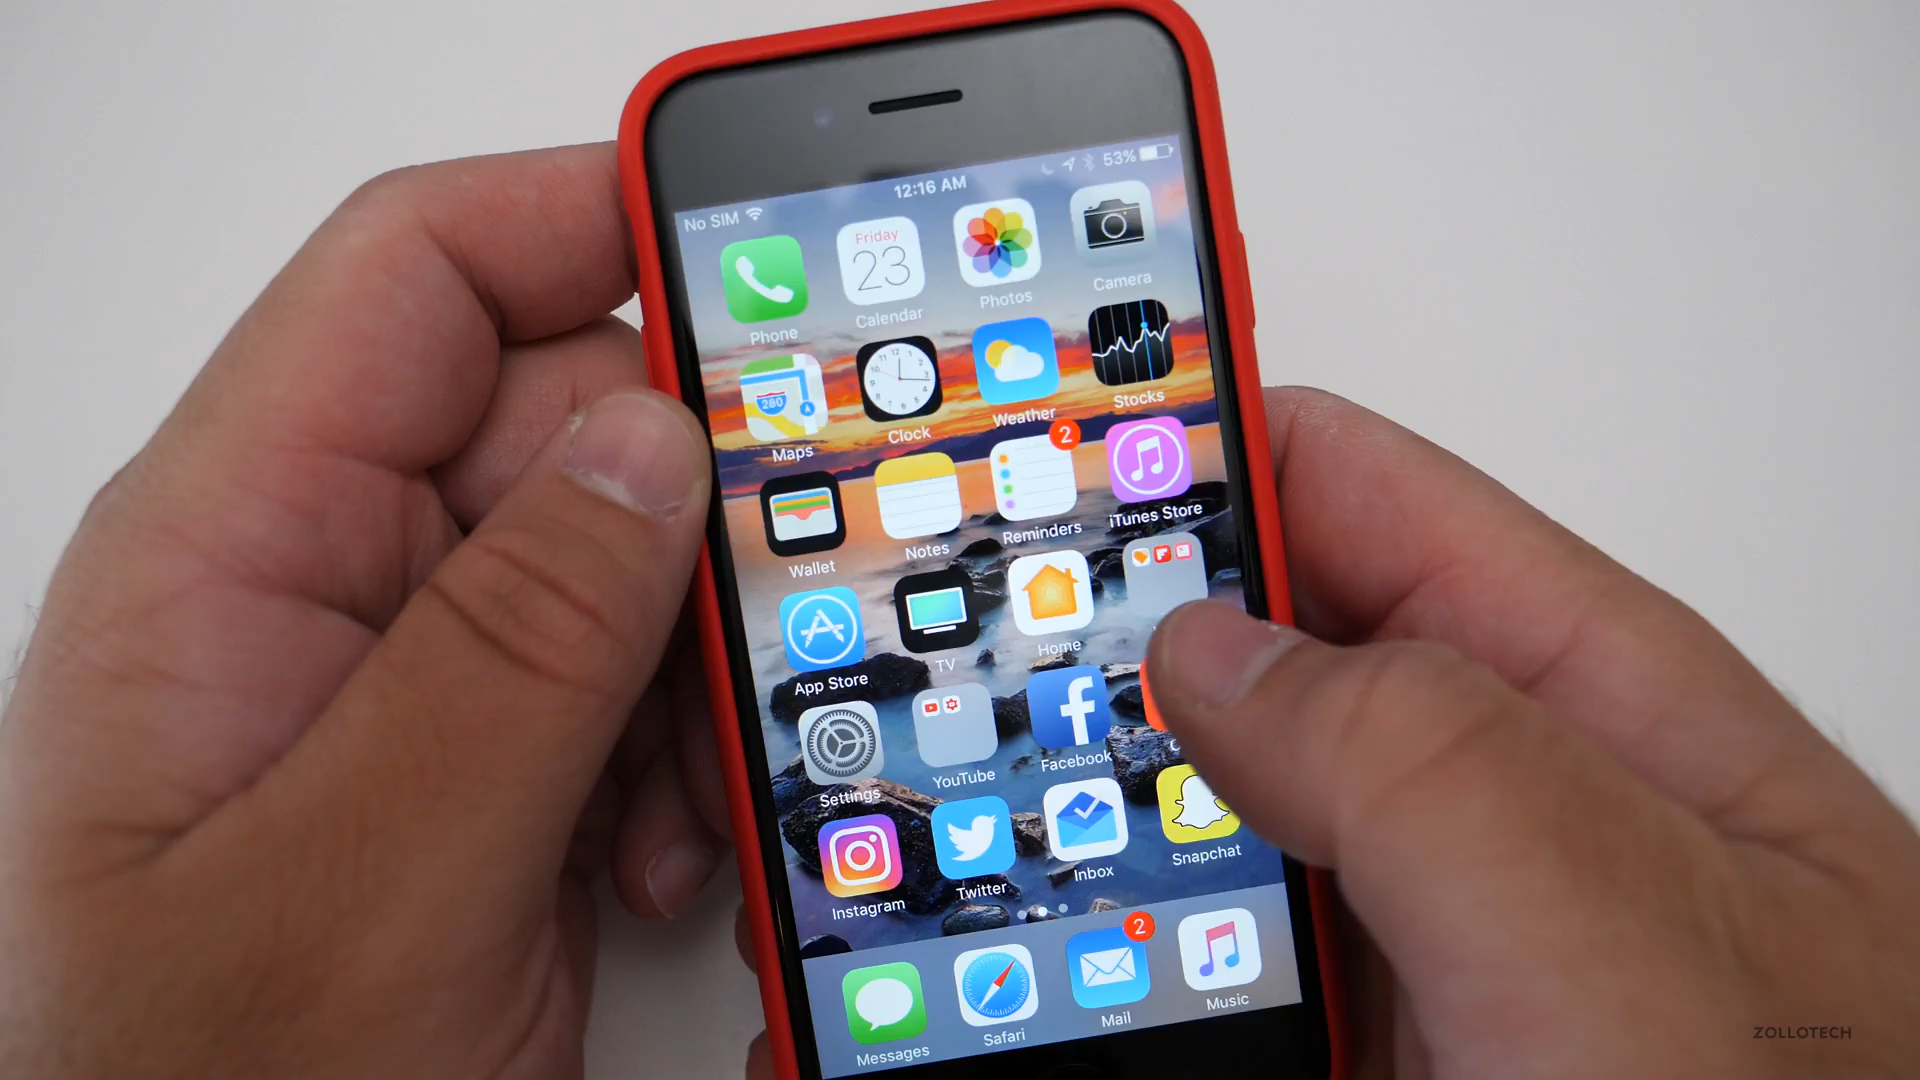 No SIM 12:16 AM 53%
Friday
23
Phone Calendar Photos Camera
280
Maps Clock Weather Stocks
2
Wallet Notes Reminders iTunes Store
App Store TV Home
Settings YouTube Facebook
Instagram Twitter Inbox Snapchat
2
Messages Safari Mail Music
ZOLLOTECH